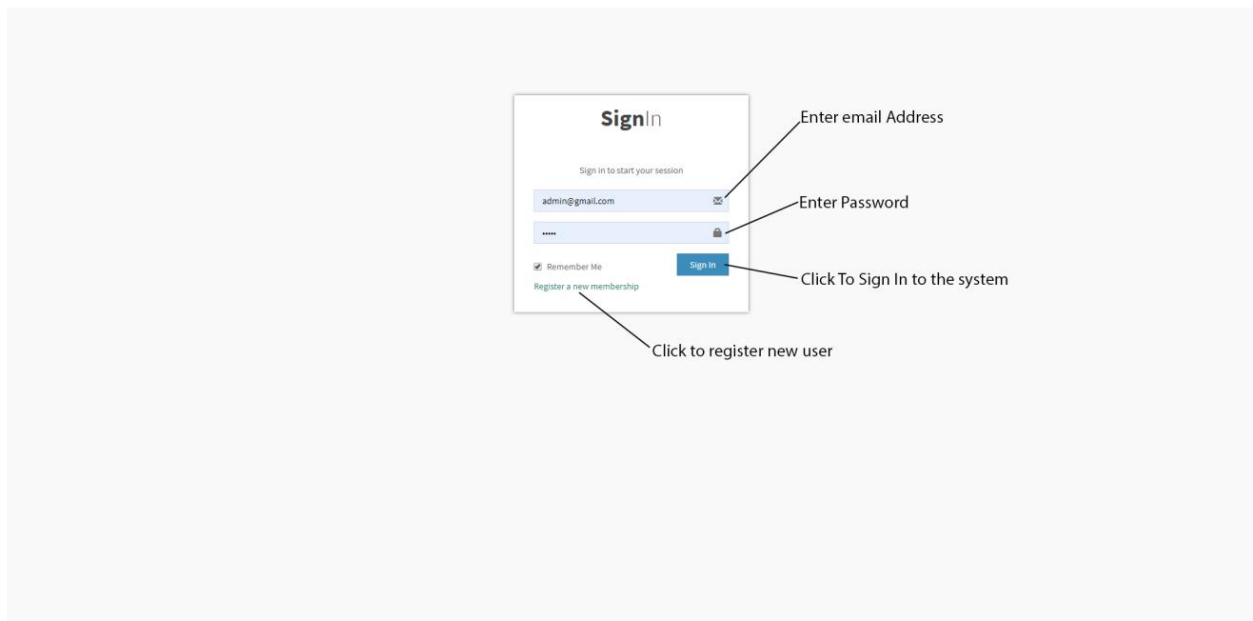 SignIn
Enter email Address
Sign in to start your session
admin@gmail.com
Enter Password
•••••
Remember Me
Sign In
Click To Sign In to the system
Register a new membership
Click to register new user